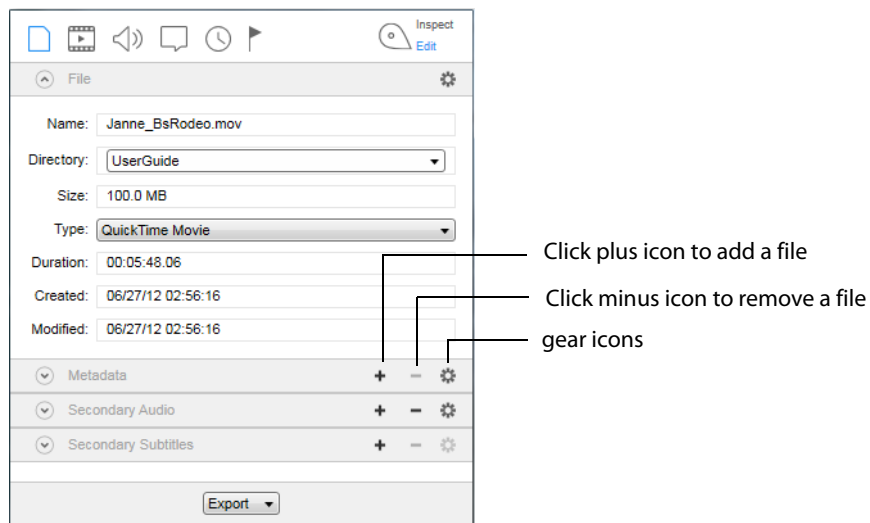 Inspect
Edit
File
Name: Janne_BsRodeo.mov
Directory: UserGuide
Size: 100.0 MB
Type: QuickTime Movie
Duration: 00:05:48.06
Created: 06/27/12 02:56:16
Modified: 06/27/12 02:56:16
Click plus icon to add a file
Click minus icon to remove a file
gear icons
Metadata
Secondary Audio
Secondary Subtitles
Export